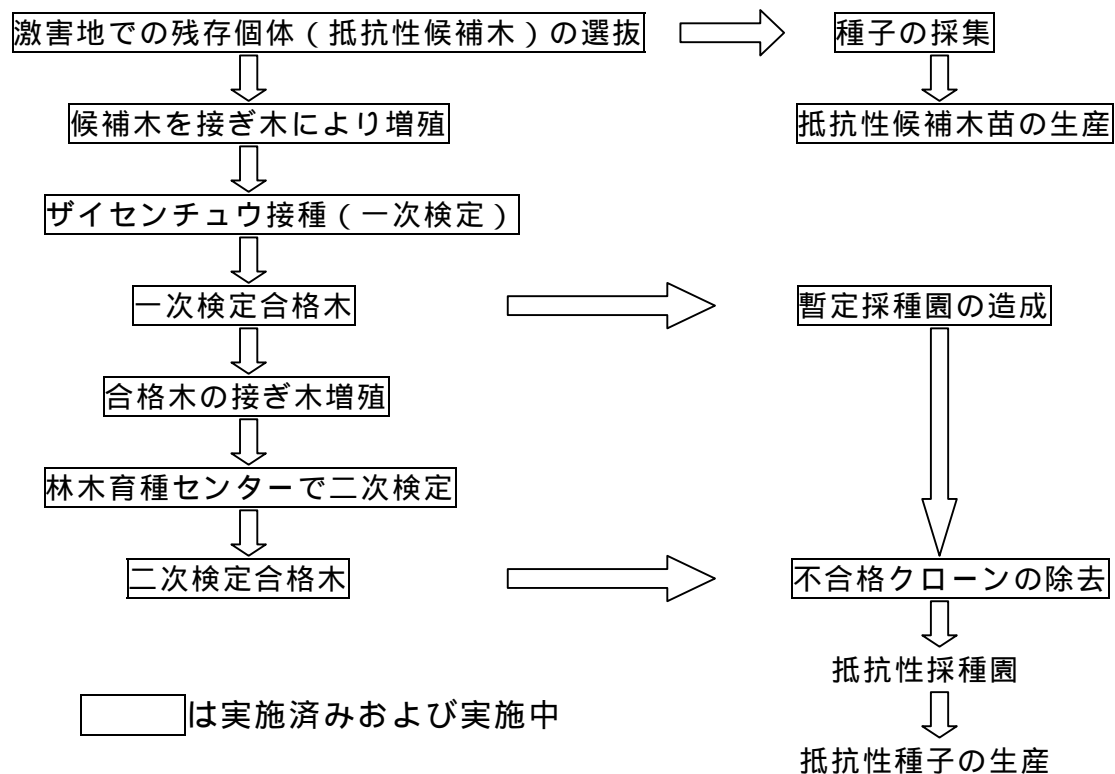 激害地での残存個体（抵抗性候補木）の選抜
種子の採集
候補木を接ぎ木により増殖
抵抗性候補木苗の生産
ザイセンチュウ接種（一次検定）
一次検定合格木
暫定採種園の造成
合格木の接ぎ木増殖
林木育種センターで二次検定
二次検定合格木
不合格クローンの除去
抵抗性採種園
は実施済みおよび実施中
抵抗性種子の生産